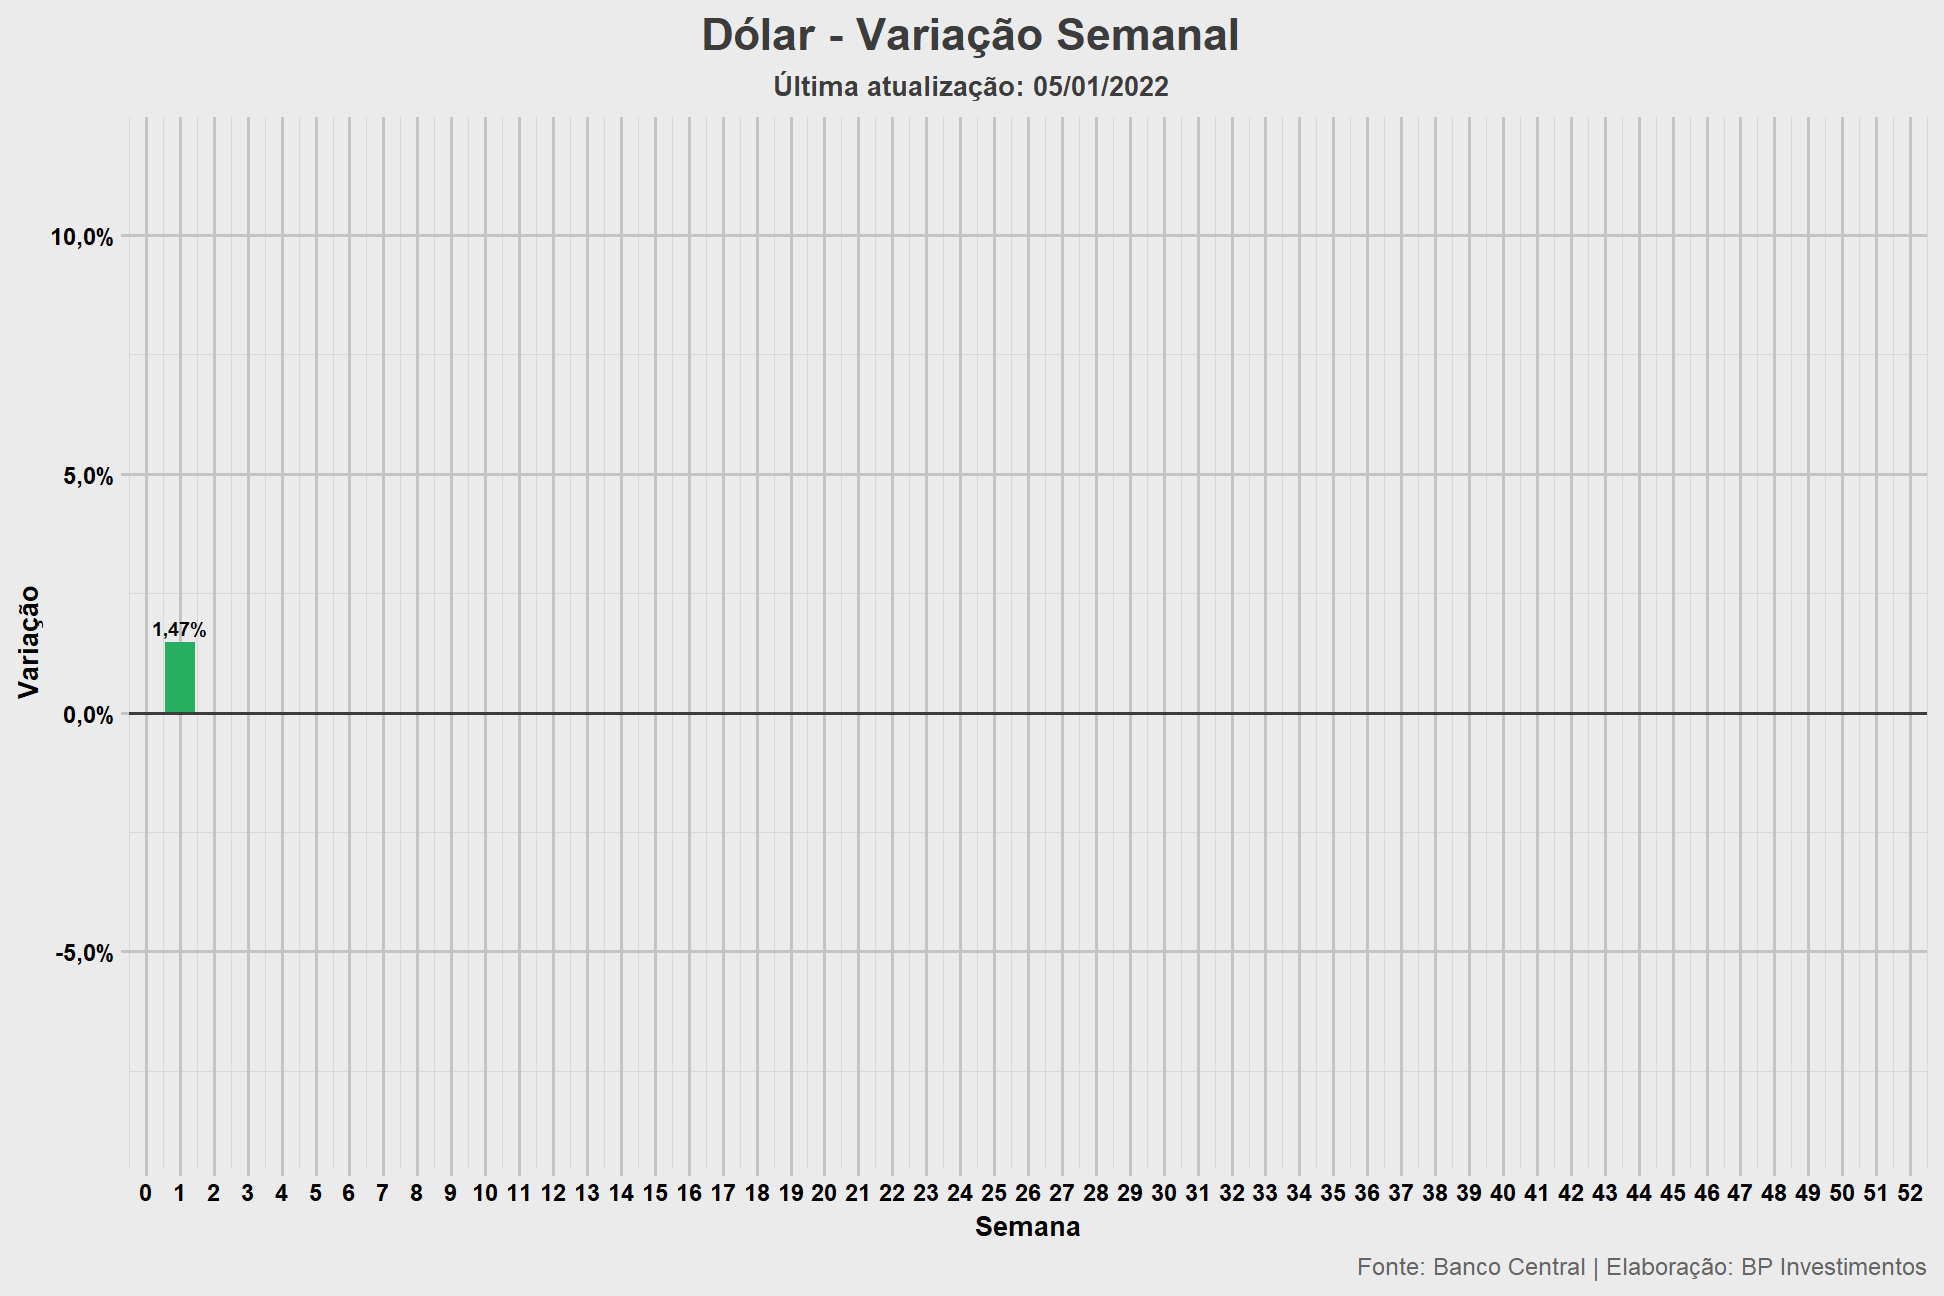 Dólar - Variação Semanal
Última atualização: 05/01/2022
10,0%
5,0%
0,0%
-5,0%
Variação
1,47%
0 1 2 3 4 5 6 7 8 9 10 11 12 13 14 15 16 17 18 19 20 21 22 23 24 25 26 27 28 29 30 31 32 33 34 35 36 37 38 39 40 41 42 43 44 45 46 47 48 49 50 51 52
Semana
Fonte: Banco Central | Elaboração: BP Investimentos